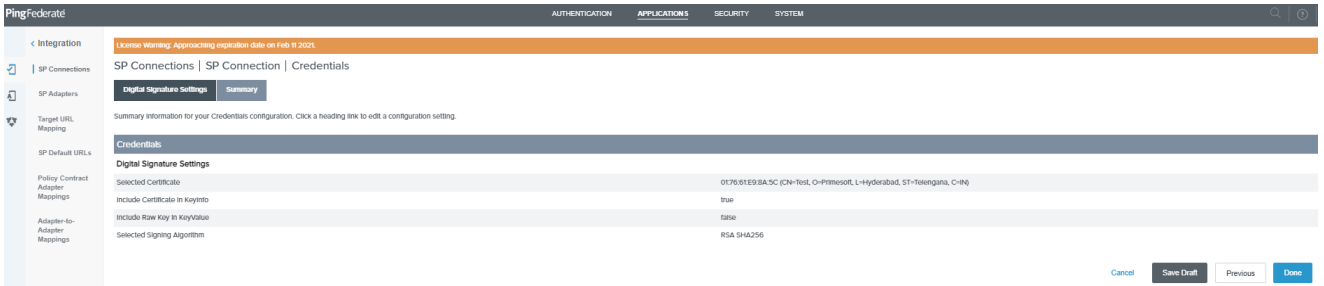 PingFederate
AUTHENTICATION APPLICATIONS SECURITY SYSTEM
< Integration
SP Connections
SP Adapters
Target URL
Mapping
SP Default URLs
Policy Contract
Adapter
Mappings
Adapter-to-
Adapter
Mappings
License Warning: Approaching expiration date on Feb 11 2021.
SP Connections | SP Connection | Credentials
Digital Signature Settings Summary
Summary information for your Credentials configuration. Click a heading link to edit a configuration setting.
Credentials
Digital Signature Settings
Selected Certificate 01:76:61:E9:8A:5C (CN=Test, O=Primesoft, L=Hyderabad, ST=Telengana, C=IN)
Include Certificate in KeyInfo true
Include Raw Key in KeyValue false
Selected Signing Algorithm RSA SHA256
Cancel Save Draft Previous Done